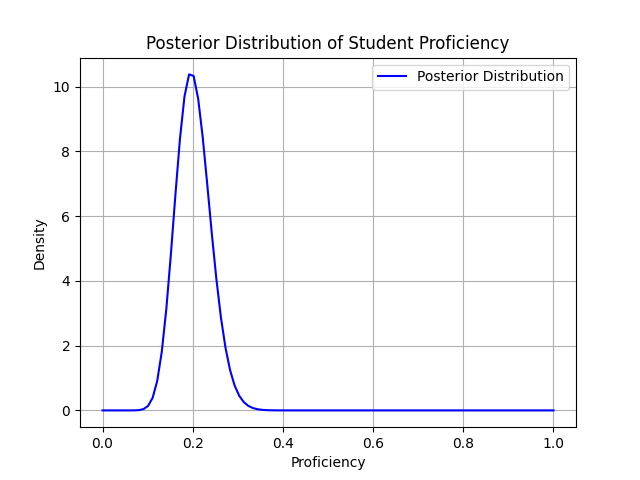 Posterior Distribution of Student Proficiency
Posterior Distribution
10
8
6
4
2
0
Density
0.0 0.2 0.4 0.6 0.8 1.0
Proficiency